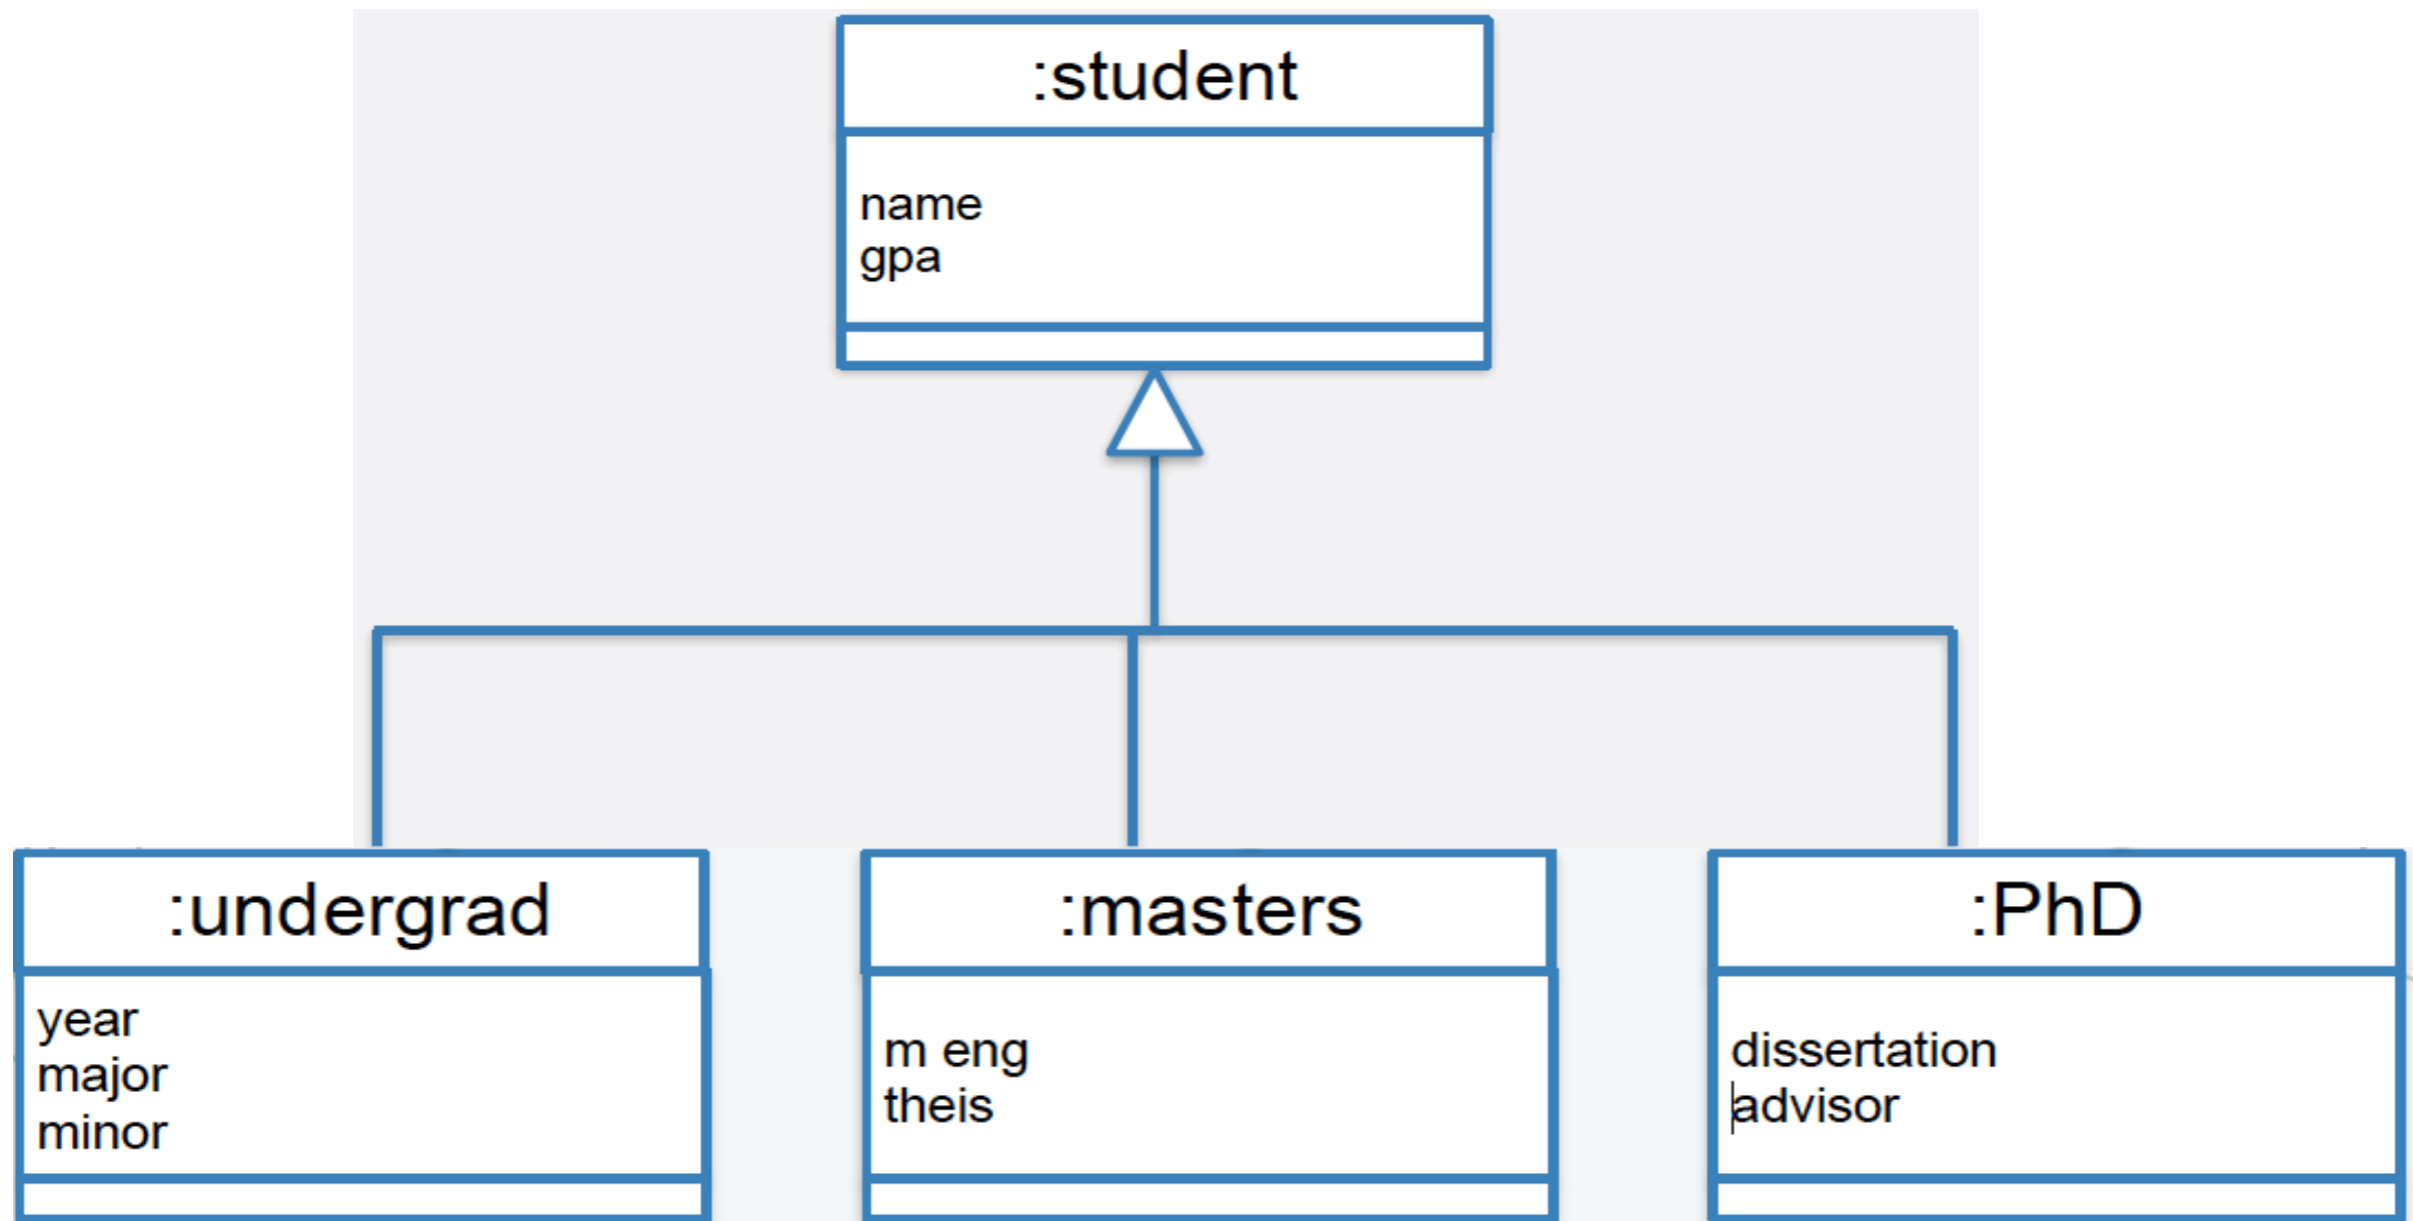 :student
name
gpa
:undergrad
year
major
minor
:masters
m eng
theis
:PhD
dissertation
advisor